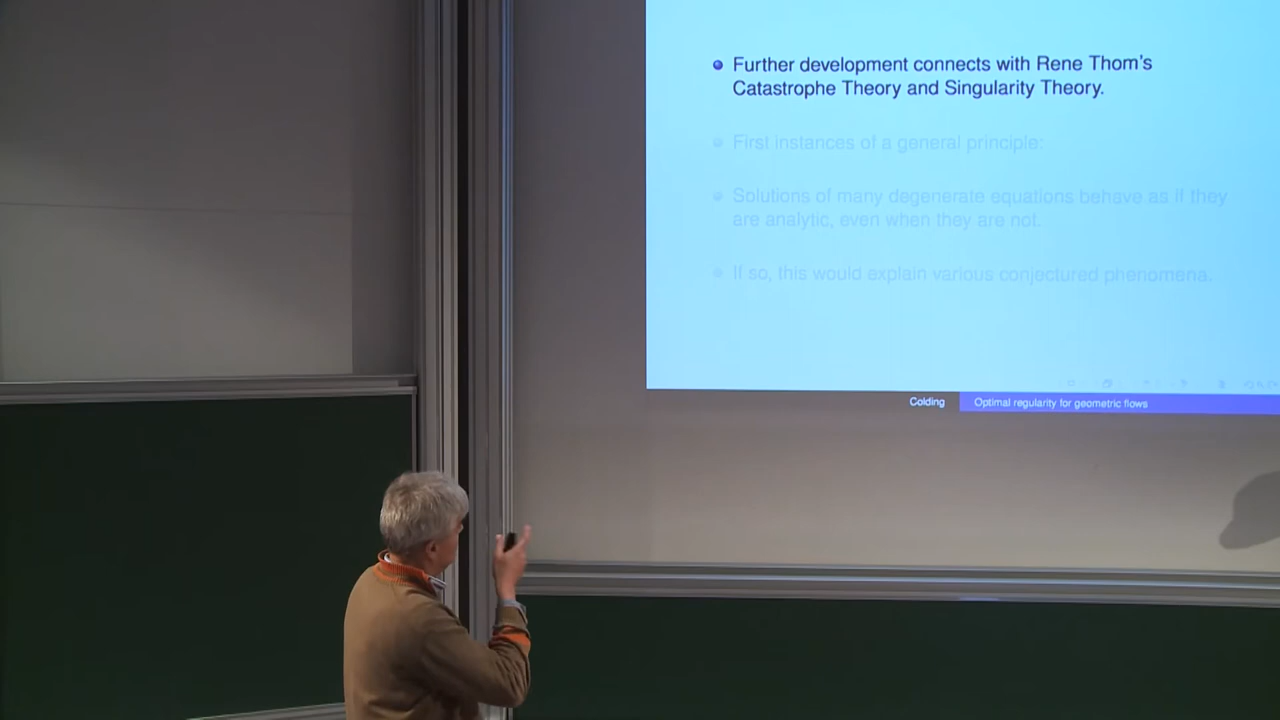 Further development connects with Rene Thom's
Catastrophe Theory and Singularity Theory.
First instances of a general principle:
Solutions of many degenerate equations behave as if they
are analytic, even when they are not.
If so, this would explain various conjectured phenomena.
Colding
Optimal regularity for geometric flows